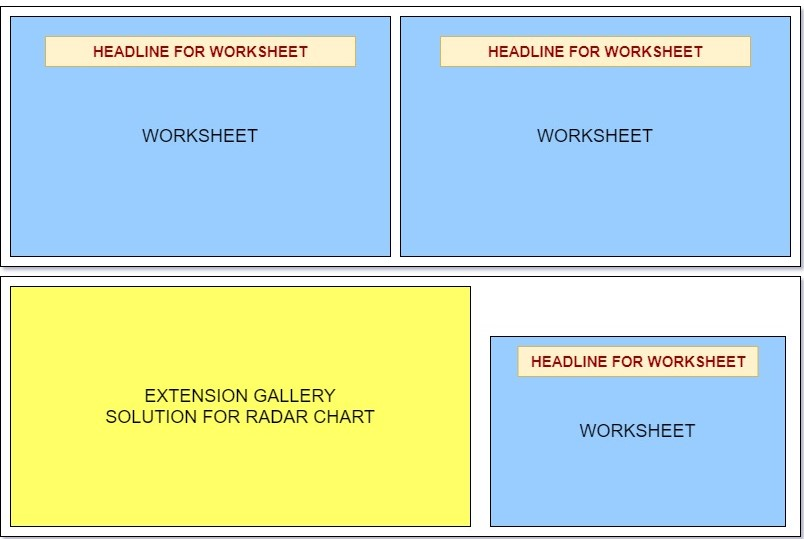 HEADLINE FOR WORKSHEET
WORKSHEET
HEADLINE FOR WORKSHEET
WORKSHEET
EXTENSION GALLERY
SOLUTION FOR RADAR CHART
HEADLINE FOR WORKSHEET
WORKSHEET